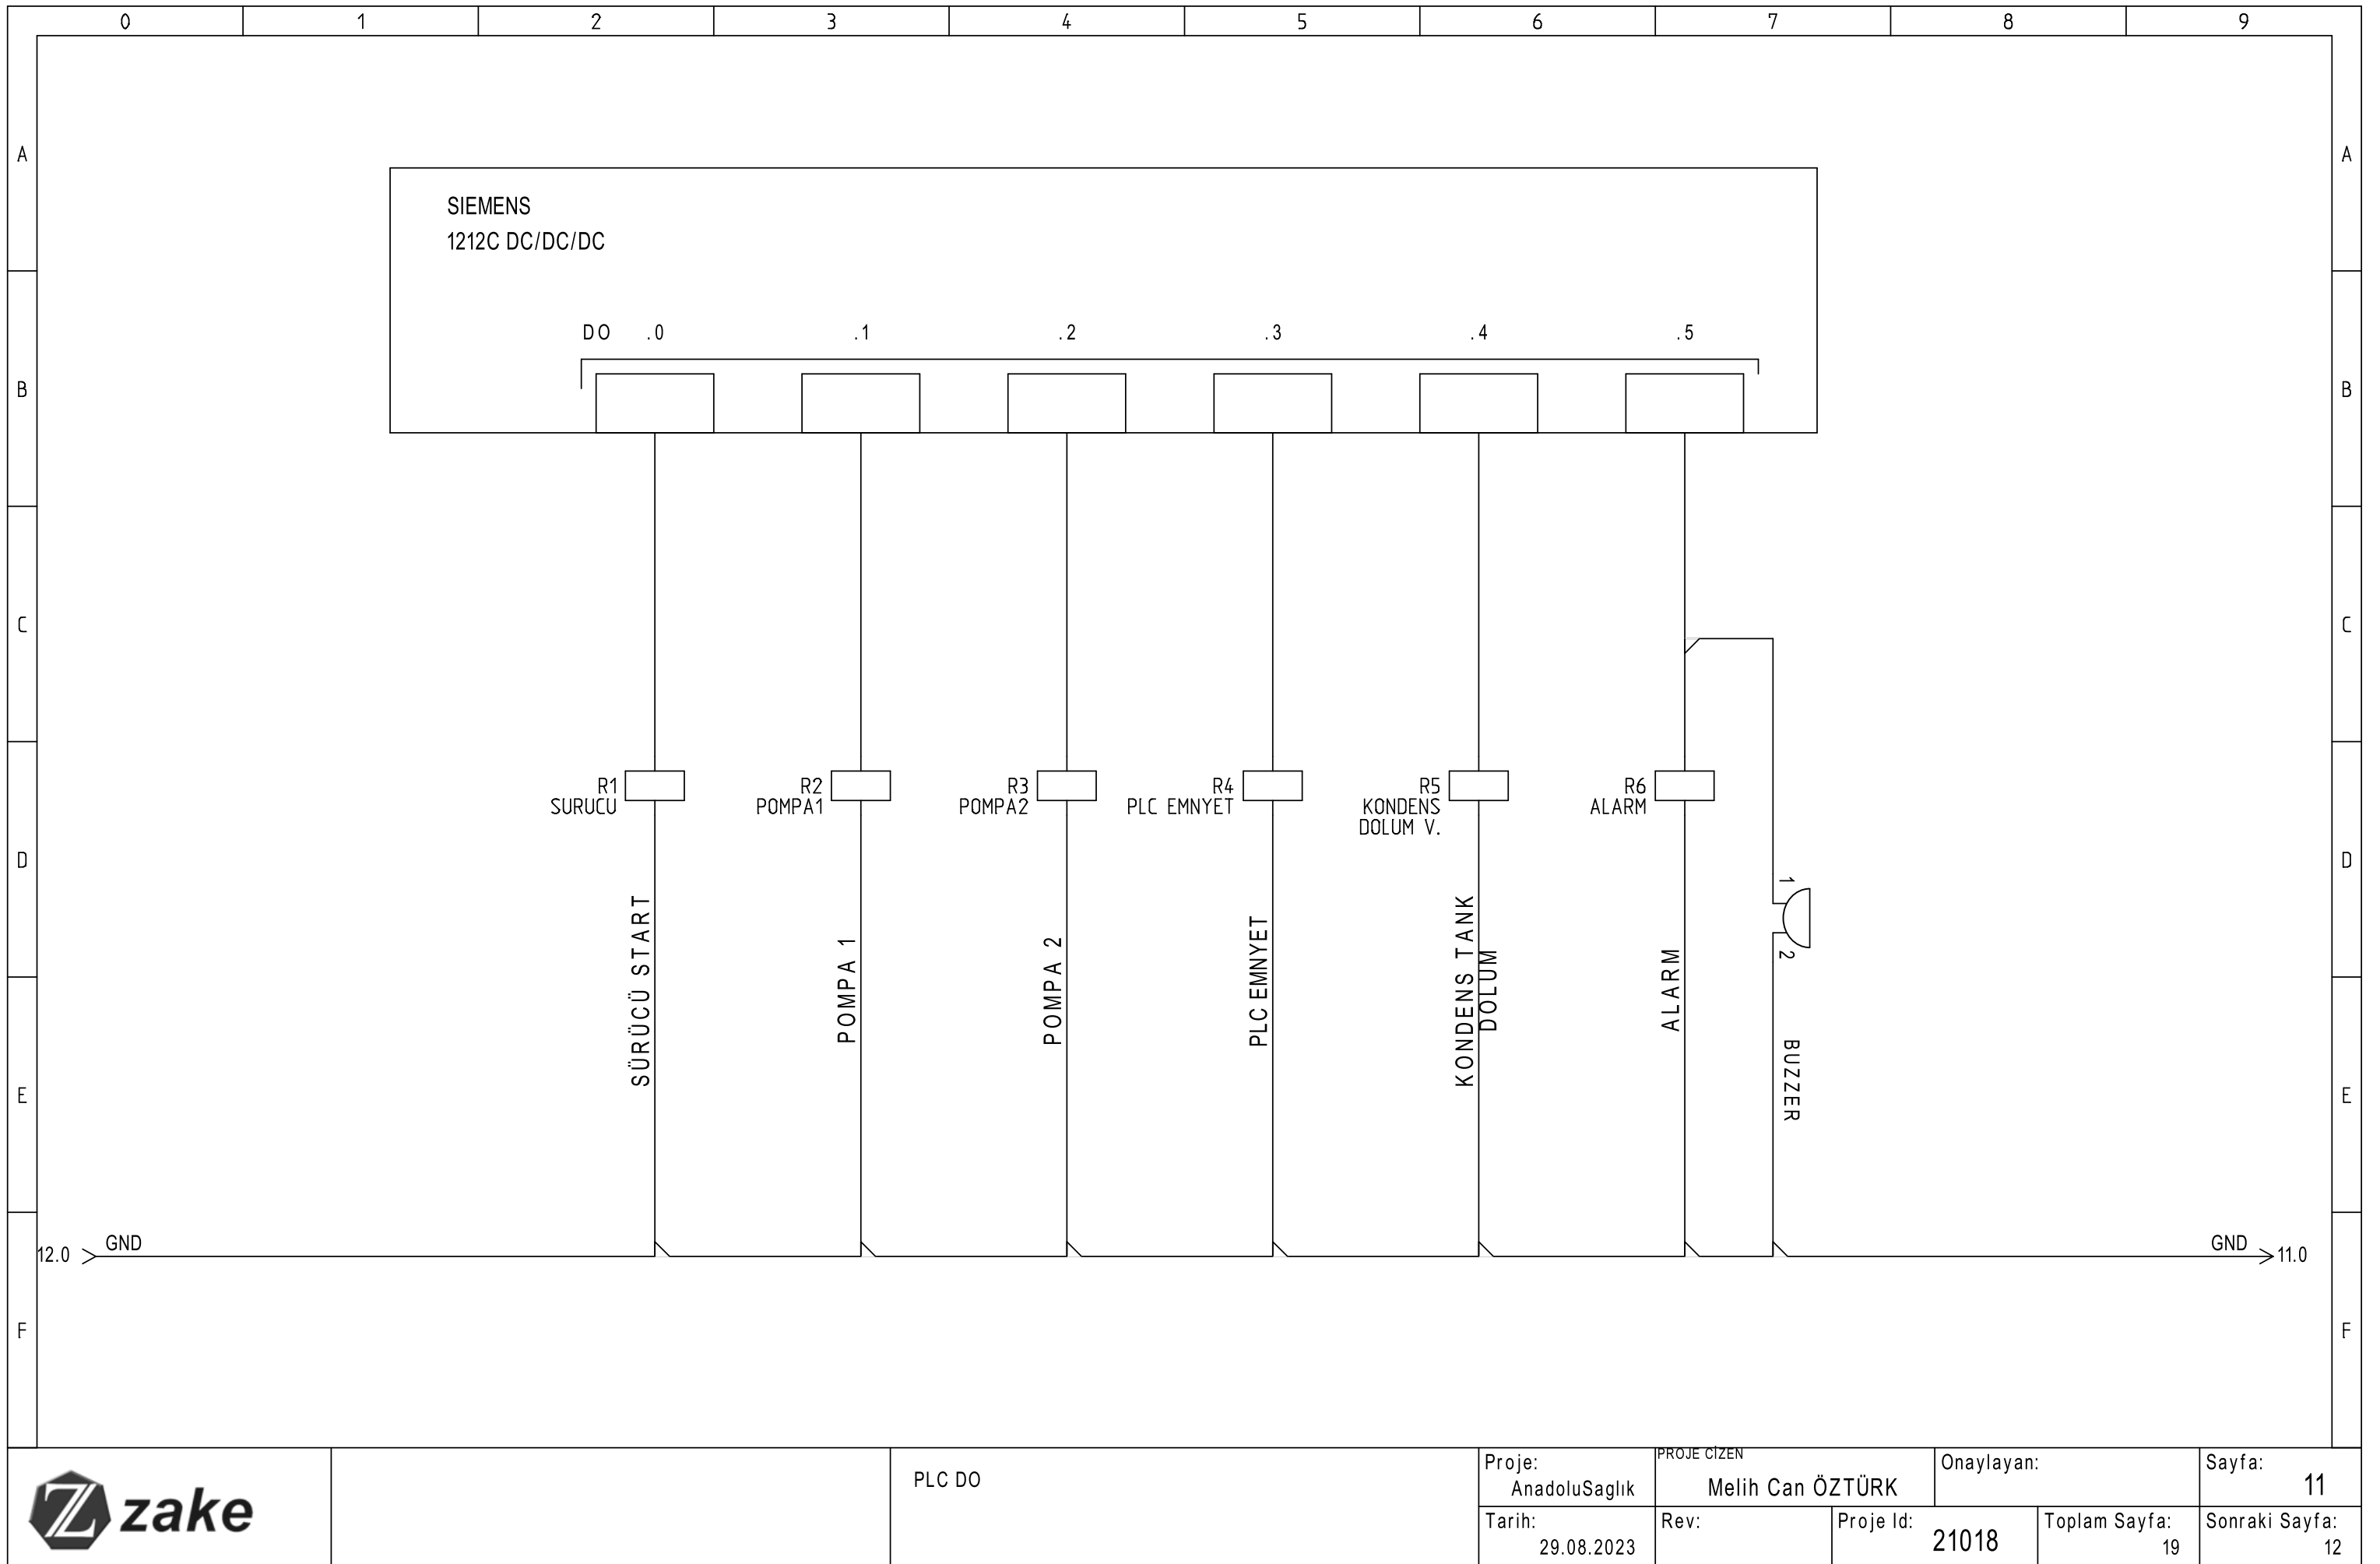 0 1 2 3 4 5 6 7 8 9
A A
SIEMENS
1212C DC/DC/DC
DO .0 .1 .2 .3 .4 .5
B B
C C
R1
SURUCU
R2
POMPA1
R3
POMPA2
R4
PLC EMNYET
R5
KONDENS
DOLUM V.
R6
ALARM
D D
1
2
SÜRÜCÜ START
POMPA 1
POMPA 2
PLC EMNYET
KONDENS TANK
DOLUM
ALARM
BUZZER
E E
12.0 GND
GND 11.0
F F
zake
PLC DO
Proje:
AnadoluSaglık
PROJE CİZEN
Melih Can ÖZTÜRK
Onaylayan:
Sayfa:
11
Tarih:
29.08.2023
Rev:
Proje Id:
21018
Toplam Sayfa:
19
Sonraki Sayfa:
12